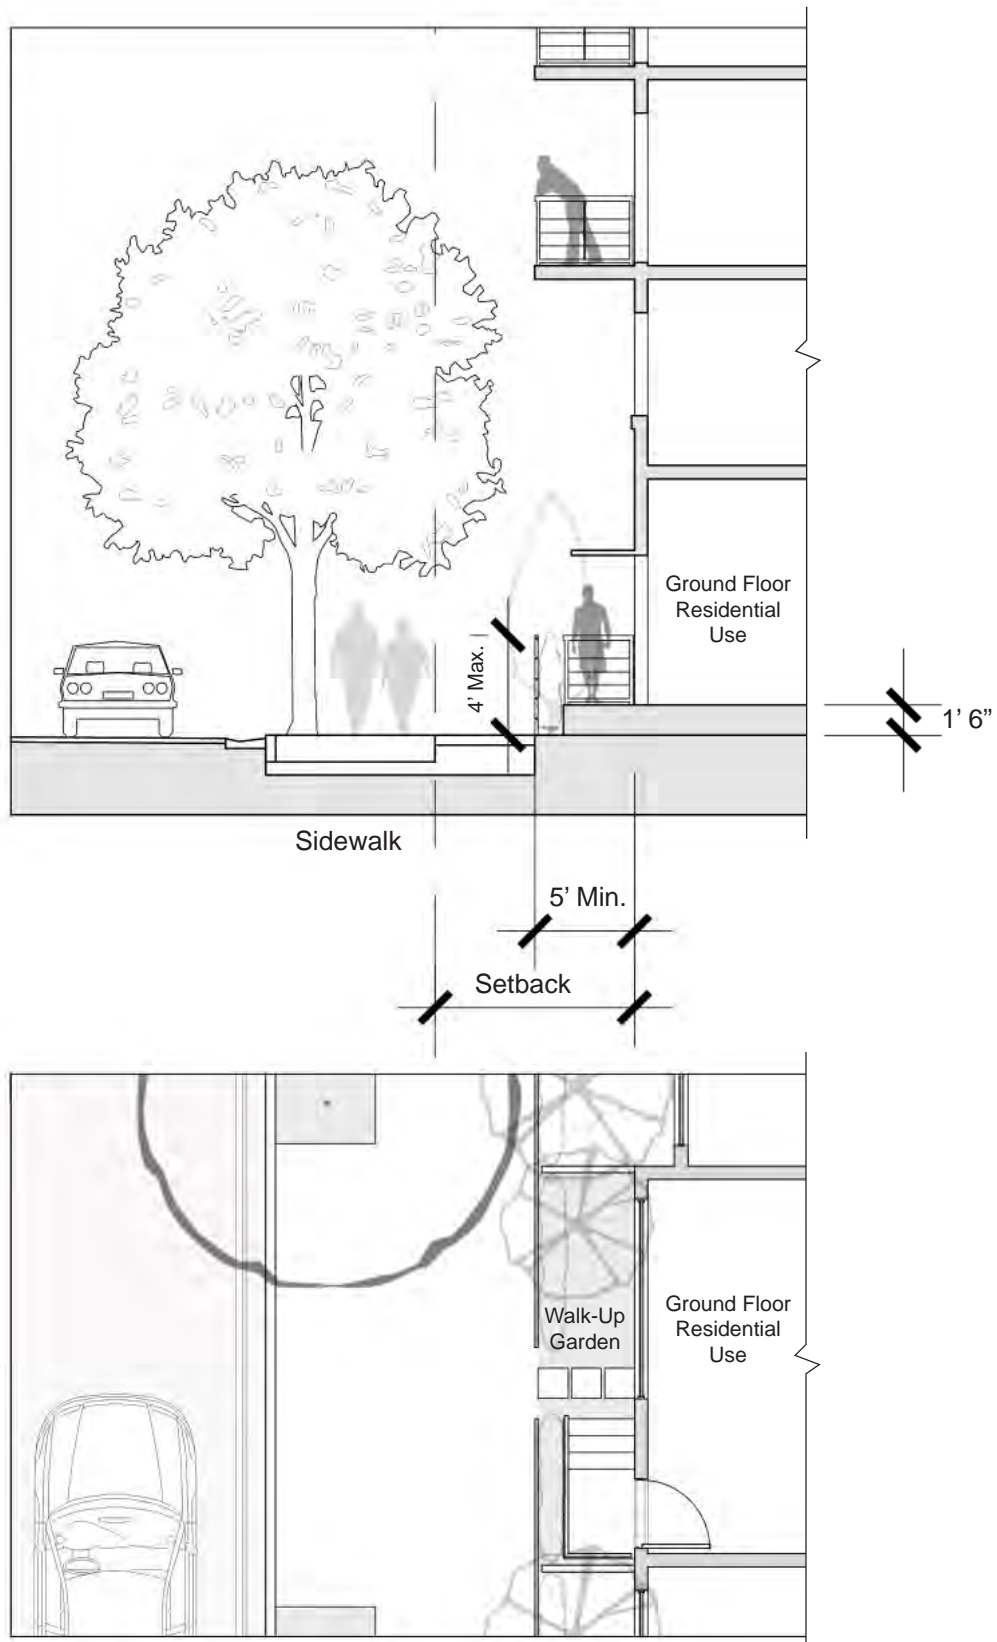 Ground Floor
Residential
Use
4’ Max.
1’ 6”
Sidewalk
5’ Min.
Setback
Walk-Up
Garden
Ground Floor
Residential
Use